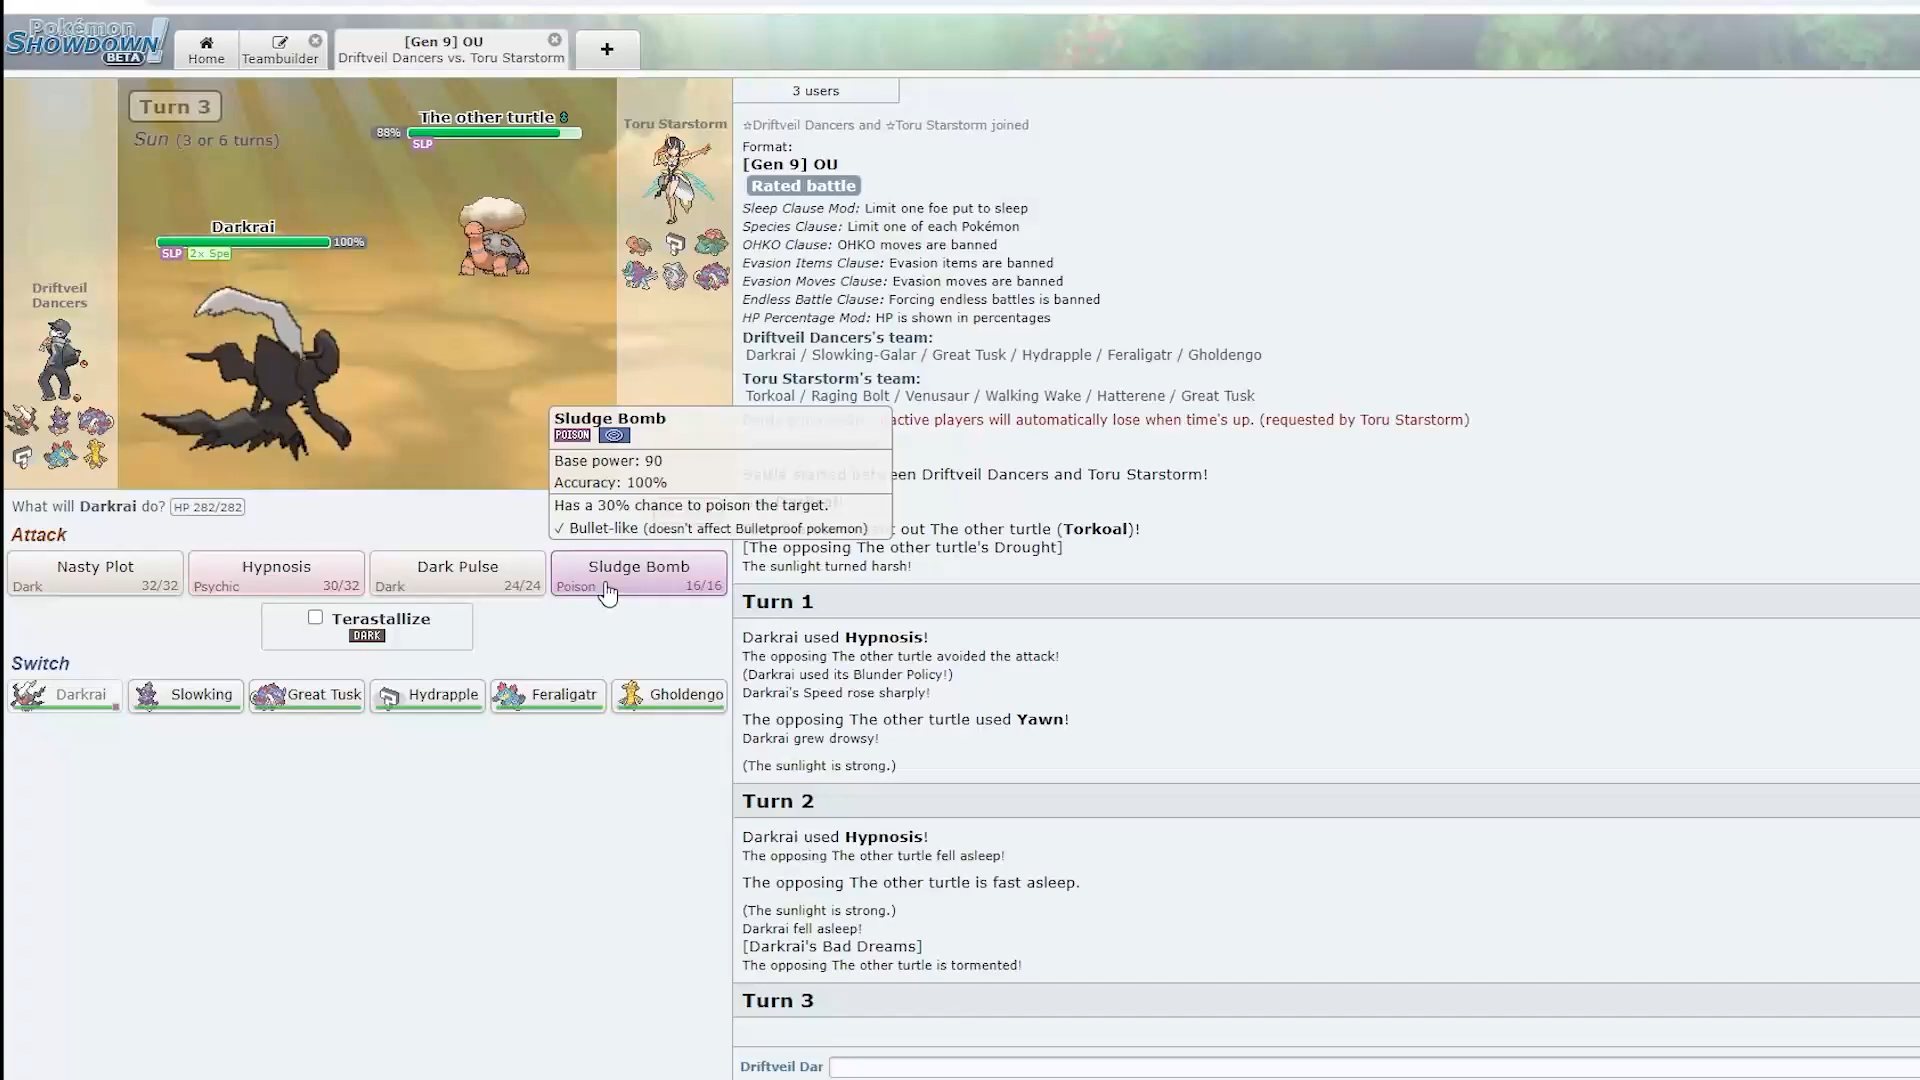 Pokémon
SHOWDOWN!
BETA
Home
Teambuilder
[Gen 9] OU
Driftveil Dancers vs. Toru Starstorm
+
Turn 3
Sun (3 or 6 turns)
The other turtle
88%
SLP
Toru Starstorm
Darkrai
100%
SLP 2x Spe
Driftveil
Dancers
Sludge Bomb
POISON
Base power: 90
Accuracy: 100%
Has a 30% chance to poison the target.
✓ Bullet-like (doesn't affect Bulletproof pokemon)
What will Darkrai do? HP 282/282
Attack
Nasty Plot
Dark 32/32
Hypnosis
Psychic 30/32
Dark Pulse
Dark 24/24
Sludge Bomb
Poison 16/16
Terastallize
DARK
Switch
Darkrai
Slowking
Great Tusk
Hydrapple
Feraligatr
Gholdengo
3 users
☆Driftveil Dancers and ☆Toru Starstorm joined
Format:
[Gen 9] OU
Rated battle
Sleep Clause Mod: Limit one foe put to sleep
Species Clause: Limit one of each Pokémon
OHKO Clause: OHKO moves are banned
Evasion Items Clause: Evasion items are banned
Evasion Moves Clause: Evasion moves are banned
Endless Battle Clause: Forcing endless battles is banned
HP Percentage Mod: HP is shown in percentages
Driftveil Dancers's team:
Darkrai / Slowking-Galar / Great Tusk / Hydrapple / Feraligatr / Gholdengo
Toru Starstorm's team:
Torkoal / Raging Bolt / Venusaur / Walking Wake / Hatterene / Great Tusk
active players will automatically lose when time's up. (requested by Toru Starstorm)
Battle started between Driftveil Dancers and Toru Starstorm!
out The other turtle (Torkoal)!
[The opposing The other turtle's Drought]
The sunlight turned harsh!
Turn 1
Darkrai used Hypnosis!
The opposing The other turtle avoided the attack!
(Darkrai used its Blunder Policy!)
Darkrai's Speed rose sharply!
The opposing The other turtle used Yawn!
Darkrai grew drowsy!
(The sunlight is strong.)
Turn 2
Darkrai used Hypnosis!
The opposing The other turtle fell asleep!
The opposing The other turtle is fast asleep.
(The sunlight is strong.)
Darkrai fell asleep!
[Darkrai's Bad Dreams]
The opposing The other turtle is tormented!
Turn 3
Driftveil Dar